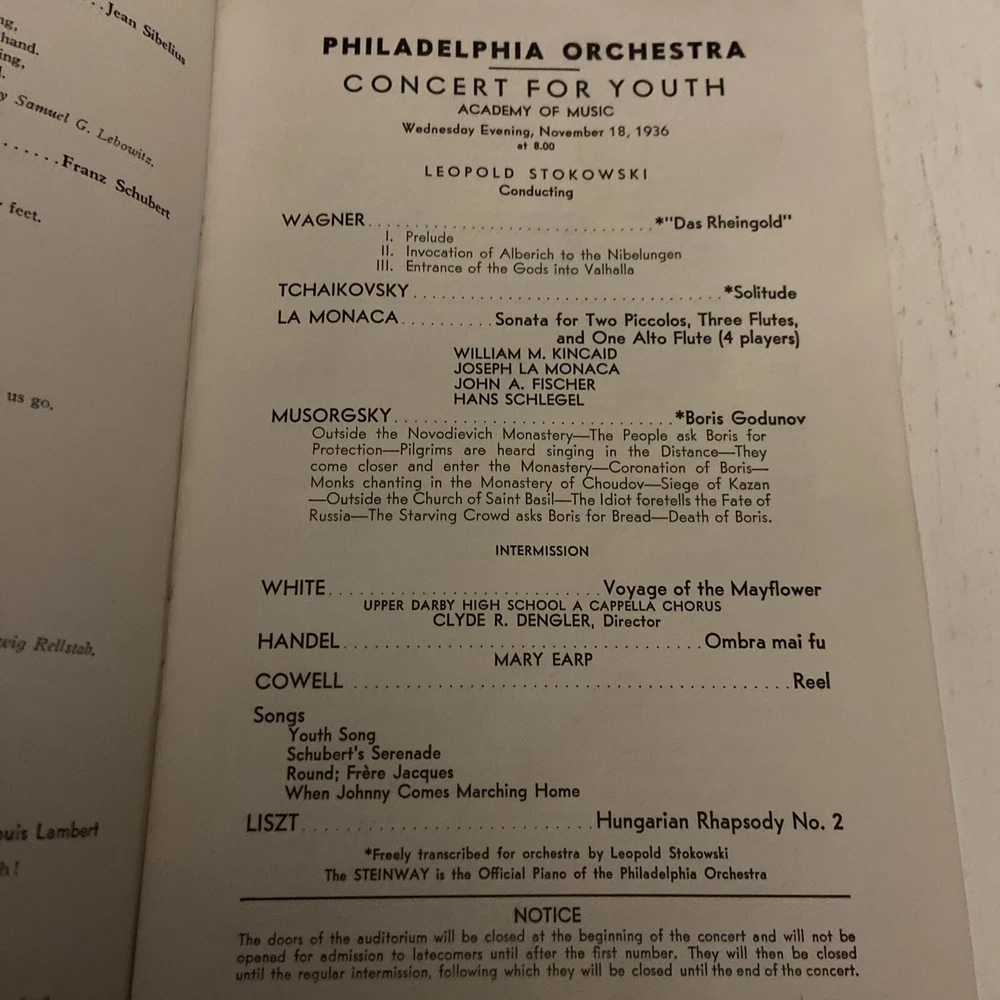 ...Jean Sibelius
hand.
Samuel G. Lebowitz.
......Franz Schubert
feet.
us go,
Rellstab.
Lambert
PHILADELPHIA ORCHESTRA
CONCERT FOR YOUTH
ACADEMY OF MUSIC
Wednesday Evening, November 18, 1936
at 8.00
LEOPOLD STOKOWSKI
Conducting
WAGNER................................*"Das Rheingold"
I. Prelude
II. Invocation of Alberich to the Nibelungen
III. Entrance of the Gods into Valhalla
TCHAIKOVSKY................................*Solitude
LA MONACA..........Sonata for Two Piccolos, Three Flutes,
and One Alto Flute (4 players)
WILLIAM M. KINCAID
JOSEPH LA MONACA
JOHN A. FISCHER
HANS SCHLEGEL
MUSORGSKY.............................*Boris Godunov
Outside the Novodievich Monastery—The People ask Boris for
Protection—Pilgrims are heard singing in the Distance—They
come closer and enter the Monastery—Coronation of Boris—
Monks chanting in the Monastery of Choudov—Siege of Kazan
—Outside the Church of Saint Basil—The Idiot foretells the Fate of
Russia—The Starving Crowd asks Boris for Bread—Death of Boris.
INTERMISSION
WHITE...........................Voyage of the Mayflower
UPPER DARBY HIGH SCHOOL A CAPPELLA CHORUS
CLYDE R. DENGLER, Director
HANDEL....................................Ombra mai fu
MARY EARP
COWELL............................................Reel
Songs
Youth Song
Schubert's Serenade
Round; Frère Jacques
When Johnny Comes Marching Home
LISZT............................Hungarian Rhapsody No. 2
*Freely transcribed for orchestra by Leopold Stokowski
The STEINWAY is the Official Piano of the Philadelphia Orchestra
NOTICE
The doors of the auditorium will be closed at the beginning of the concert and will not be
opened for admission to latecomers until after the first number. They will then be closed
until the regular intermission, following which they will be closed until the end of the concert.